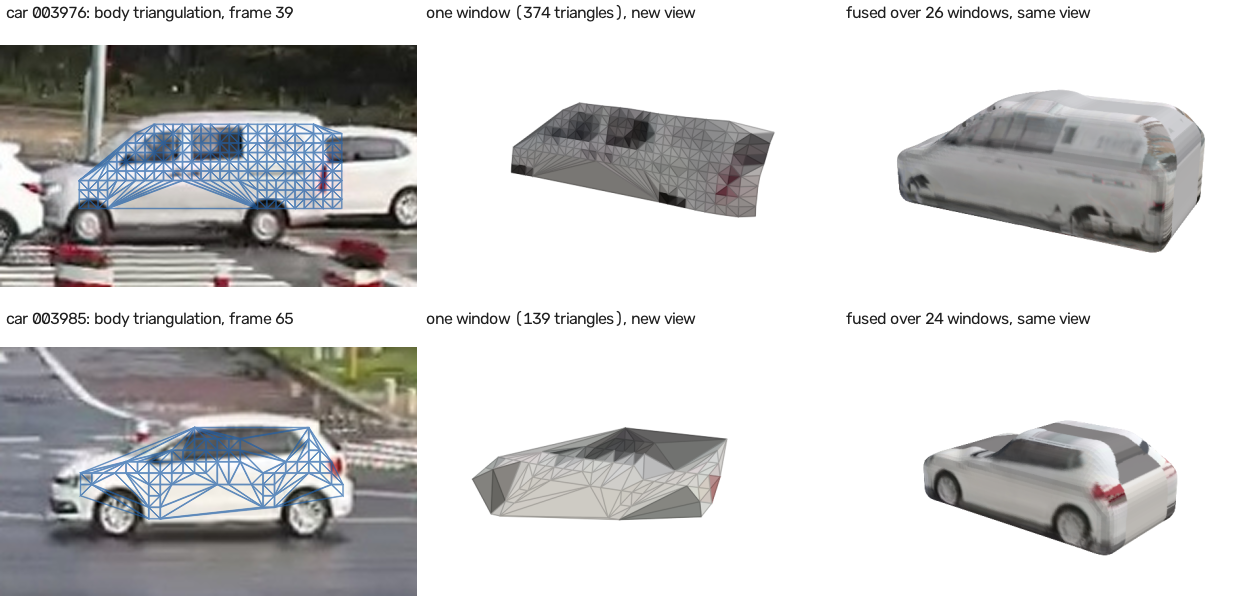 car 003976: body triangulation, frame 39
one window (374 triangles), new view
fused over 26 windows, same view
car 003985: body triangulation, frame 65
one window (139 triangles), new view
fused over 24 windows, same view